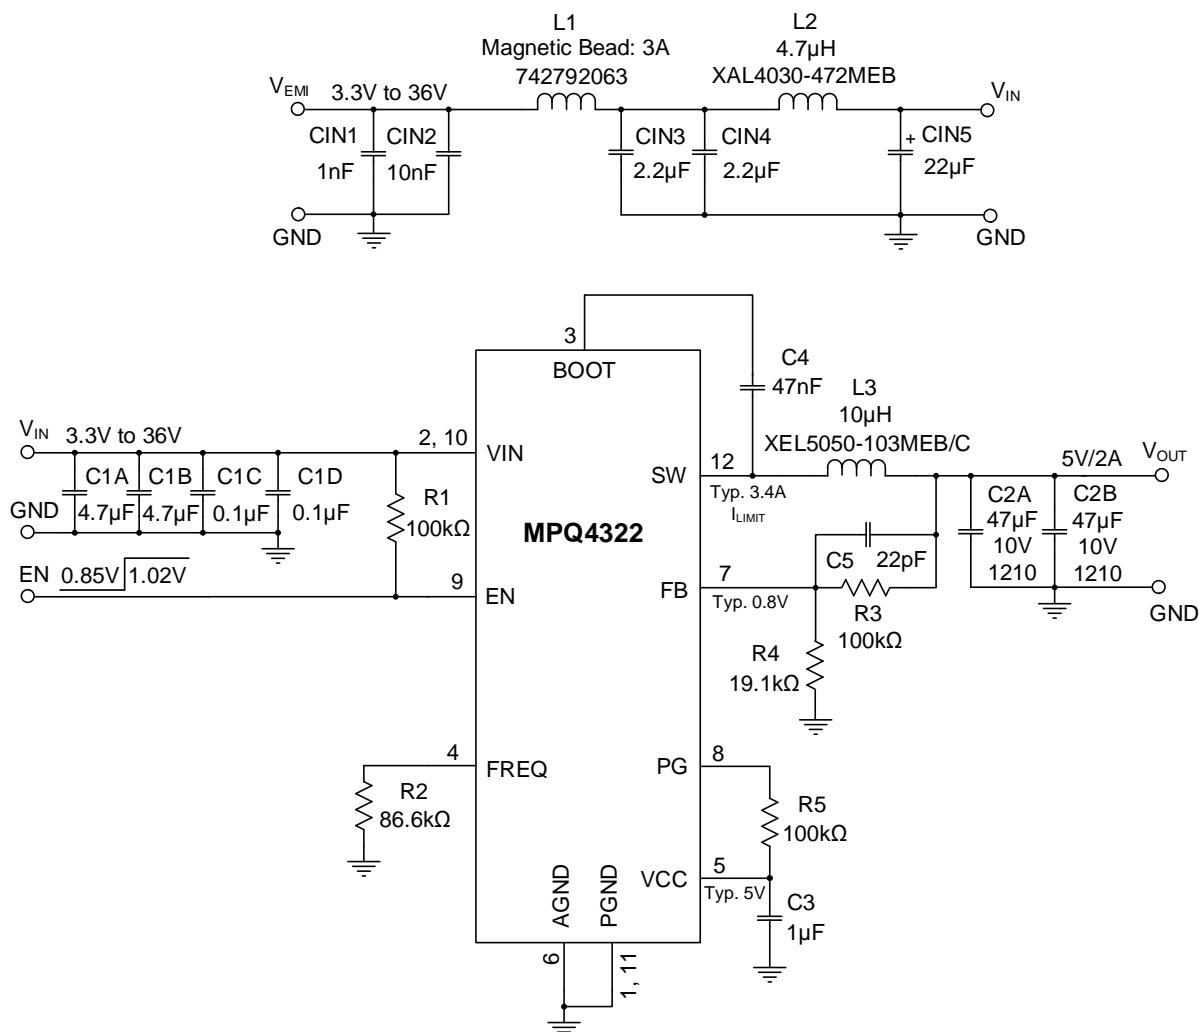 L1
Magnetic Bead: 3A
742792063
L2
4.7µH
XAL4030-472MEB
VEMI
3.3V to 36V
VIN
CIN1
1nF
CIN2
10nF
CIN3
2.2µF
CIN4
2.2µF
+
CIN5
22µF
GND
GND
3
BOOT
C4
47nF
L3
10µH
XEL5050-103MEB/C
VIN
3.3V to 36V
2, 10
VIN
C1A
4.7µF
C1B
4.7µF
C1C
0.1µF
C1D
0.1µF
GND
R1
100kΩ
SW
12
Typ. 3.4A
ILIMIT
5V/2A
VOUT
C2A
47µF
10V
1210
C2B
47µF
10V
1210
GND
MPQ4322
EN
0.85V
1.02V
9
EN
FB
7
Typ. 0.8V
C5
22pF
R3
100kΩ
R4
19.1kΩ
4
FREQ
R2
86.6kΩ
PG
8
R5
100kΩ
VCC
5
Typ. 5V
C3
1µF
AGND
PGND
6
1, 11